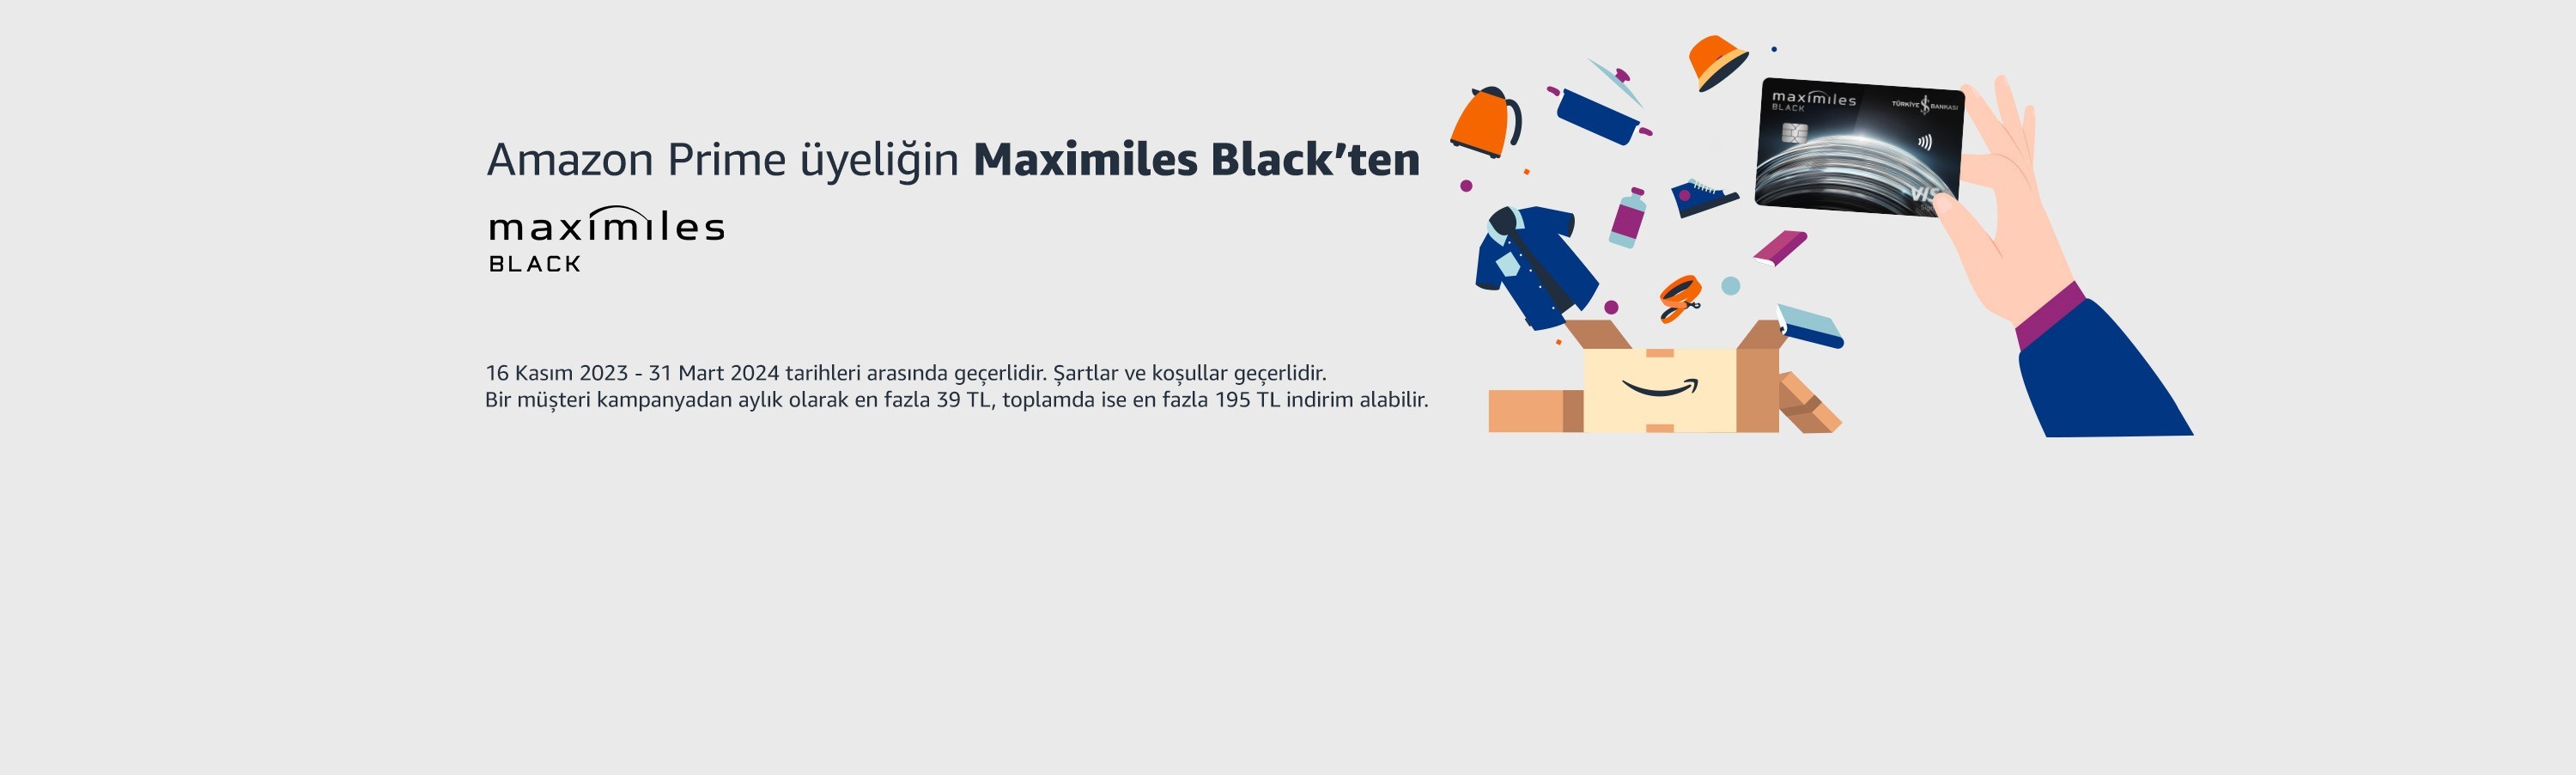 Amazon Prime üyeliğin Maximiles Black'ten
maximiles
BLACK
16 Kasım 2023 - 31 Mart 2024 tarihleri arasında geçerlidir. Şartlar ve koşullar geçerlidir.
Bir müşteri kampanyadan aylık olarak en fazla 39 TL, toplamda ise en fazla 195 TL indirim alabilir.
maximiles
BLACK
TÜRKİYE İŞ BANKASI